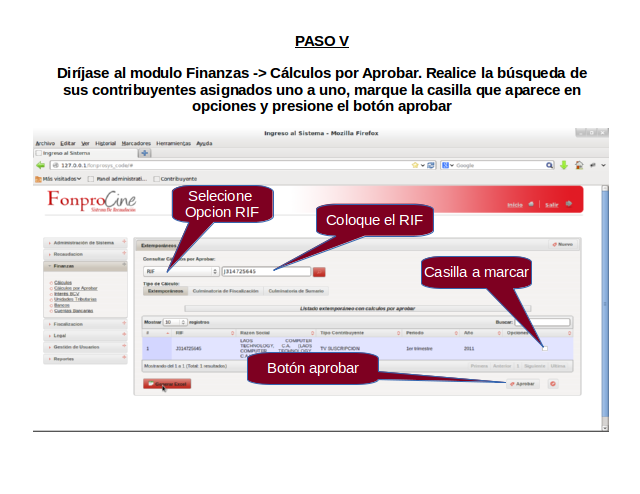 PASO V
Diríjase al modulo Finanzas -> Cálculos por Aprobar. Realice la búsqueda de
sus contribuyentes asignados uno a uno, marque la casilla que aparece en
opciones y presione el botón aprobar
Ingreso al Sistema - Mozilla Firefox
Archivo Editar Ver Historial Marcadores Herramientas Ayuda
Ingreso al Sistema
127.0.0.1/fonprosys_code/#
Google
Más visitados
Panel administrati...
Contribuyente
FonproCine
Sistema de Recaudación
Inicio
Salir
Selecione
Opcion RIF
Coloque el RIF
Casilla a marcar
Botón aprobar
Administración de Sistema
Recaudacion
Finanzas
Cálculos
Cálculos por Aprobar
Interés BCV
Unidades Tributarias
Bancos
Cuentas Bancarias
Fiscalizacion
Legal
Gestión de Usuarios
Reportes
Extemporáneos
Nuevo
Consultar Cálculos por Aprobar:
RIF
J314725645
Tipo de Cálculo:
Extemporáneos Culminatoria de Fiscalización Culminatoria de Sumario
Listado extemporáneo con calculos por aprobar
Mostrar 10 registros
Buscar:
# RIF Razon Social Tipo Contribuyente Periodo Año Opciones
1 J314725645 LAOS COMPUTER TECHNOLOGY, C.A. (LAOS COMPUTER TECHNOLOGY, TV SUSCRIPCION 1er trimestre 2011
Mostrando del 1 a 1 (Total: 1 resultados)
Primera Anterior 1 Siguiente Ultima
Aprobar